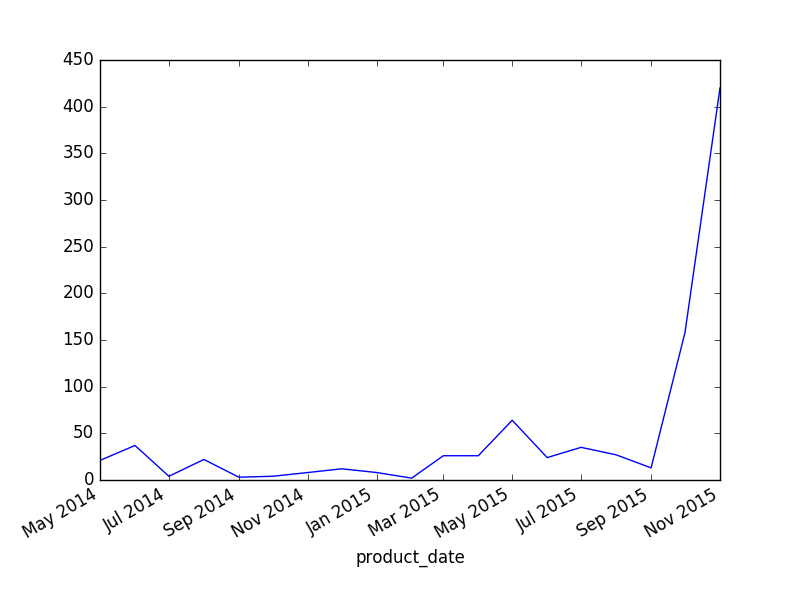 450
400
350
300
250
200
150
100
50
0
May 2014
Jul 2014
Sep 2014
Nov 2014
Jan 2015
Mar 2015
May 2015
Jul 2015
Sep 2015
Nov 2015
product_date